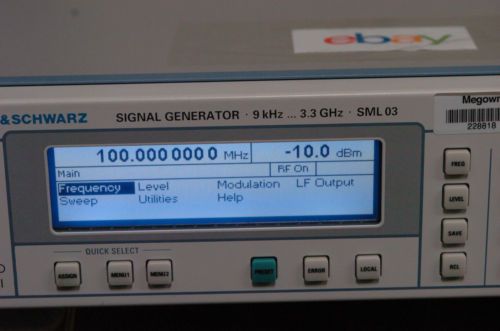 ebay
&SCHWARZ SIGNAL GENERATOR · 9 kHz ... 3.3 GHz · SML 03
Megown
228618
100.000 000 0 MHz -10.0 dBm
Main RF On
Frequency Level Modulation LF Output
Sweep Utilities Help
QUICK SELECT
ASSIGN MENU1 MENU2 PRESET ERROR LOCAL
FREQ
LEVEL
SAVE
RCL